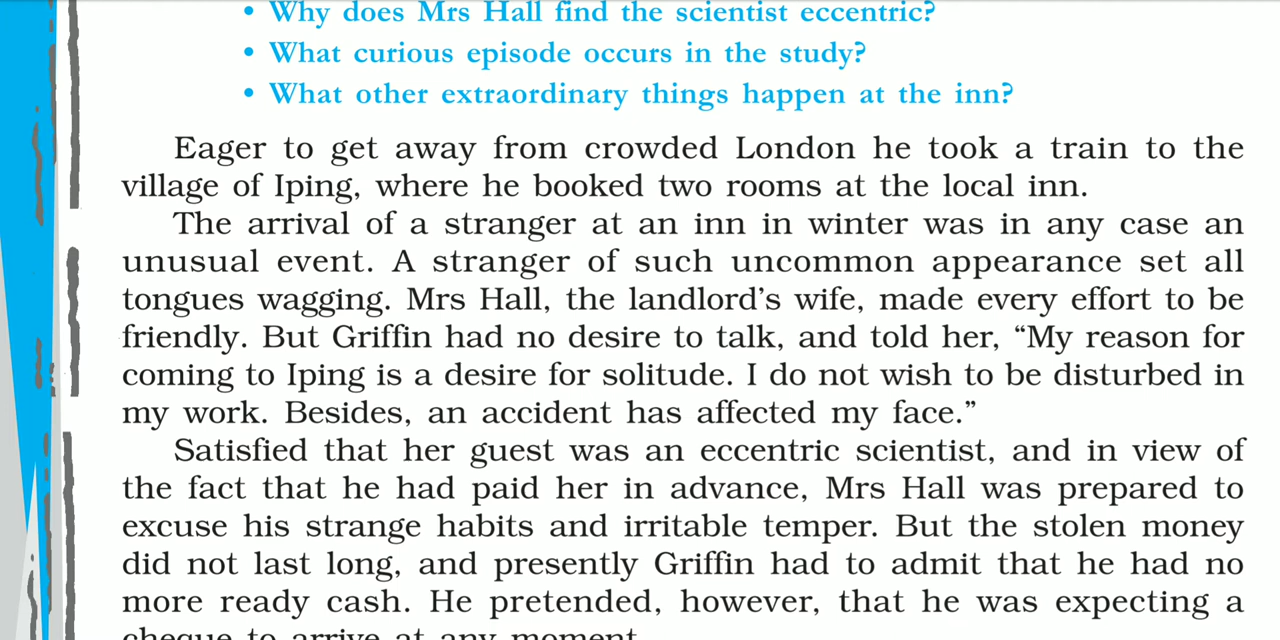 • Why does Mrs Hall find the scientist eccentric?
• What curious episode occurs in the study?
• What other extraordinary things happen at the inn?
Eager to get away from crowded London he took a train to the
village of Iping, where he booked two rooms at the local inn.
The arrival of a stranger at an inn in winter was in any case an
unusual event. A stranger of such uncommon appearance set all
tongues wagging. Mrs Hall, the landlord's wife, made every effort to be
friendly. But Griffin had no desire to talk, and told her, “My reason for
coming to Iping is a desire for solitude. I do not wish to be disturbed in
my work. Besides, an accident has affected my face.”
Satisfied that her guest was an eccentric scientist, and in view of
the fact that he had paid her in advance, Mrs Hall was prepared to
excuse his strange habits and irritable temper. But the stolen money
did not last long, and presently Griffin had to admit that he had no
more ready cash. He pretended, however, that he was expecting a
cheque to arrive at any moment.